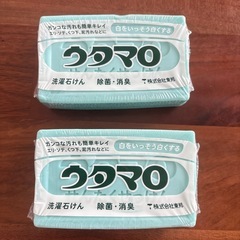 ガンコな汚れも簡単キレイ
エリ・ソデ、くつ下、泥汚れなどに
白をいっそう白くする
ウタマロ
洗濯石けん 除菌・消臭 株式会社東邦
ガンコな汚れも簡単キレイ
エリ・ソデ、くつ下、泥汚れなどに
白をいっそう白くする
ウタマロ
洗濯石けん 除菌・消臭 株式会社東邦